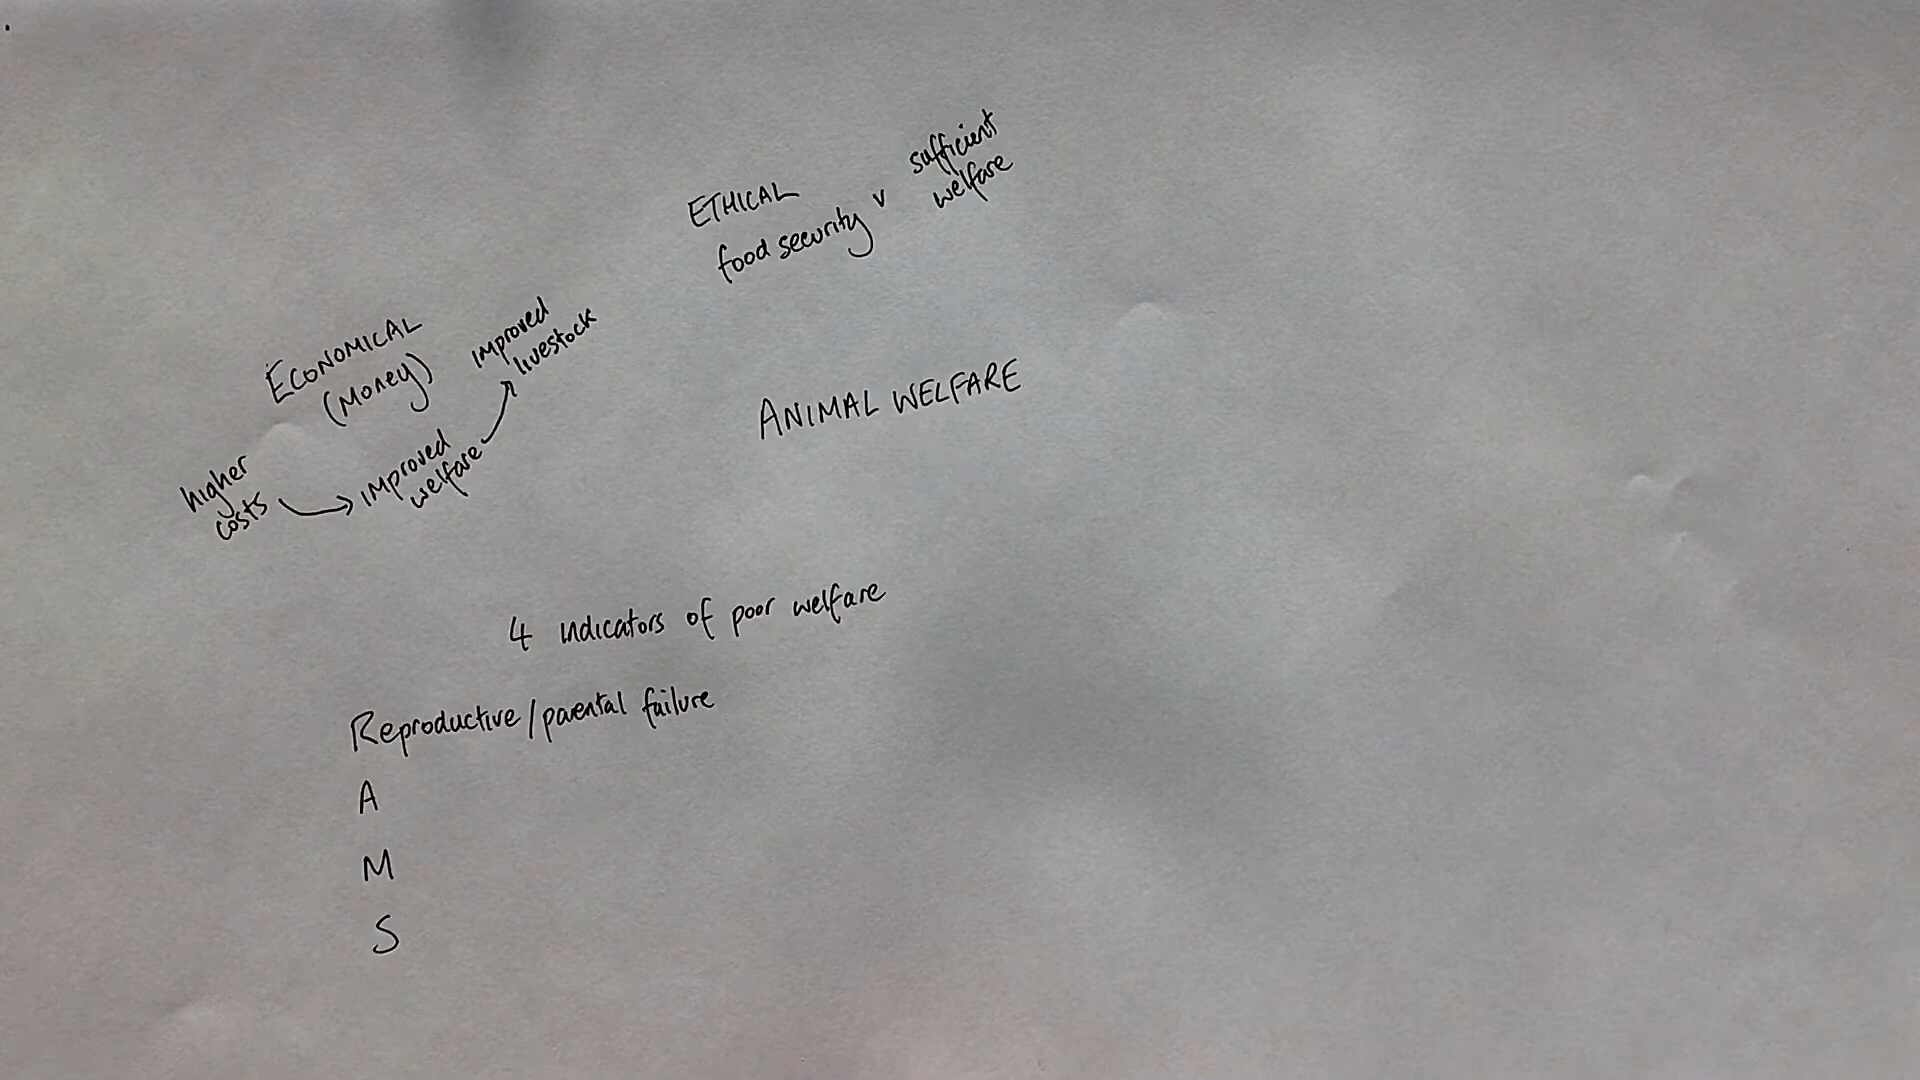 ETHICAL
food security v sufficient
welfare
ECONOMICAL
(Money)
higher
costs
improved
welfare
improved
livestock
ANIMAL WELFARE
4 indicators of poor welfare
Reproductive/parental failure
A
M
S